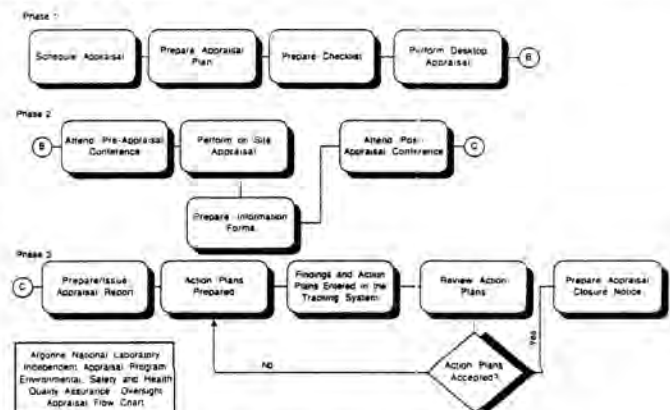 Phase 1
Schedule Appraisal
Prepare Appraisal
Plan
Prepare Checklist
Perform Desktop
Appraisal
B
Phase 2
B
Attend Pre-Appraisal
Conference
Perform on Site
Appraisal
Prepare Information
Forms
Attend Post-
Appraisal Conference
C
Phase 3
C
Prepare/Issue
Appraisal Report
Action Plans
Prepared
Findings and Action
Plans Entered in the
Tracking System
Review Action
Plans
Prepare Appraisal
Closure Notice
Yes
No
Action Plans
Accepted?
Argonne National Laboratory
Independent Appraisal Program
Environmental, Safety and Health
Quality Assurance Oversight
Appraisal Flow Chart